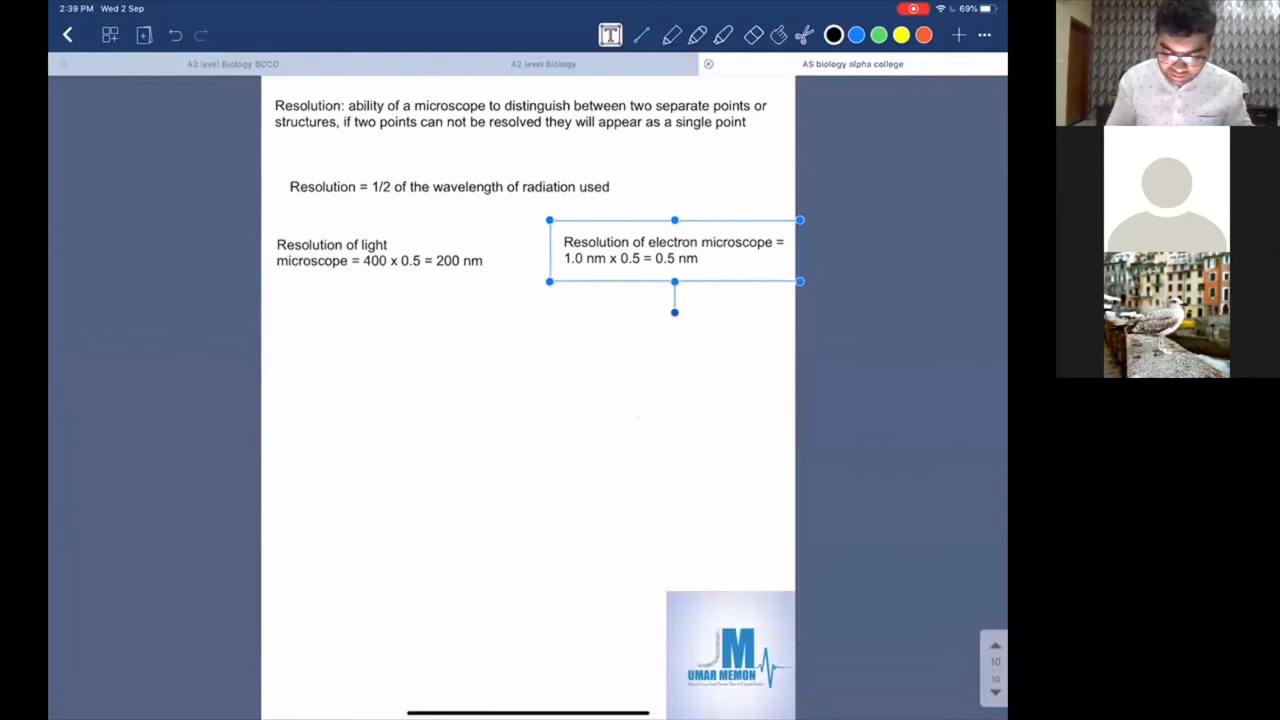 2:39 PM Wed 2 Sep
69%
A2 level Biology BCCD
A2 level Biology
AS biology alpha college
Resolution: ability of a microscope to distinguish between two separate points or
structures, if two points can not be resolved they will appear as a single point
Resolution = 1/2 of the wavelength of radiation used
Resolution of light
microscope = 400 x 0.5 = 200 nm
Resolution of electron microscope =
1.0 nm x 0.5 = 0.5 nm
JM
UMAR MEMON
10
10